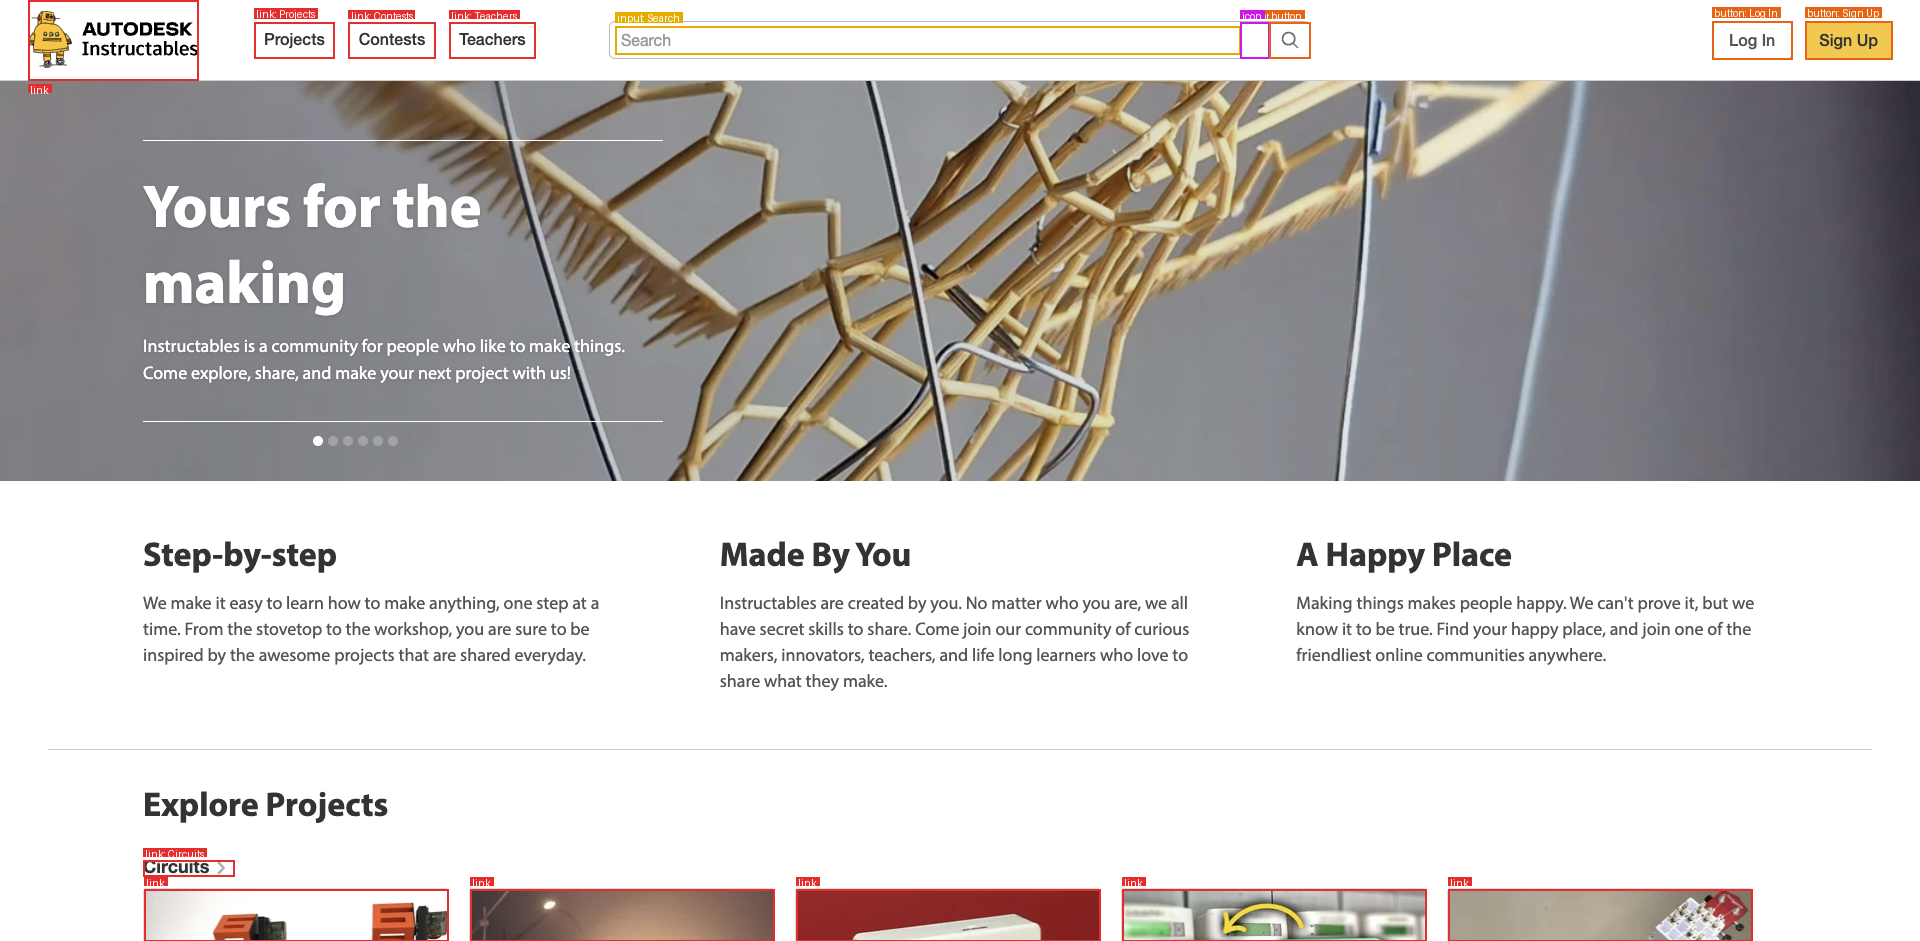 AUTODESK
Instructables
link
link: Projects
Projects
link: Contests
Contests
link: Teachers
Teachers
input: Search
Search
icon
button
button: Log In
Log In
button: Sign Up
Sign Up
Yours for the
making
Instructables is a community for people who like to make things.
Come explore, share, and make your next project with us!
Step-by-step
We make it easy to learn how to make anything, one step at a
time. From the stovetop to the workshop, you are sure to be
inspired by the awesome projects that are shared everyday.
Made By You
Instructables are created by you. No matter who you are, we all
have secret skills to share. Come join our community of curious
makers, innovators, teachers, and life long learners who love to
share what they make.
A Happy Place
Making things makes people happy. We can't prove it, but we
know it to be true. Find your happy place, and join one of the
friendliest online communities anywhere.
Explore Projects
link: Circuits
Circuits
link
link
link
link
link